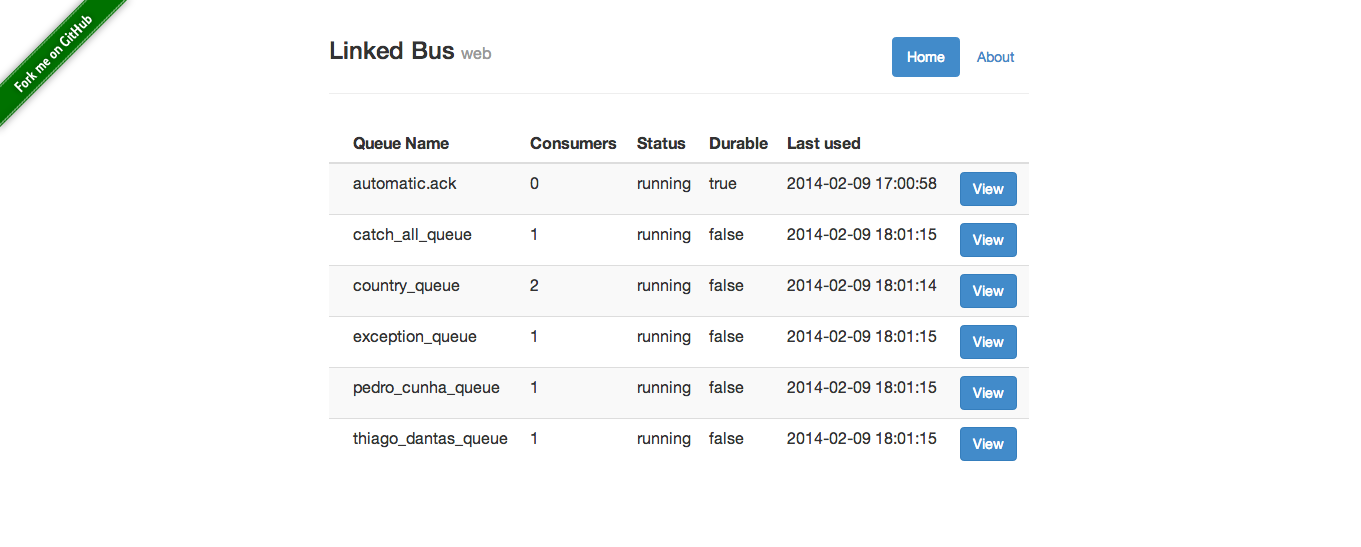 Fork me on GitHub
Linked Bus web Home About
Queue Name Consumers Status Durable Last used
automatic.ack 0 running true 2014-02-09 17:00:58 View
catch_all_queue 1 running false 2014-02-09 18:01:15 View
country_queue 2 running false 2014-02-09 18:01:14 View
exception_queue 1 running false 2014-02-09 18:01:15 View
pedro_cunha_queue 1 running false 2014-02-09 18:01:15 View
thiago_dantas_queue 1 running false 2014-02-09 18:01:15 View